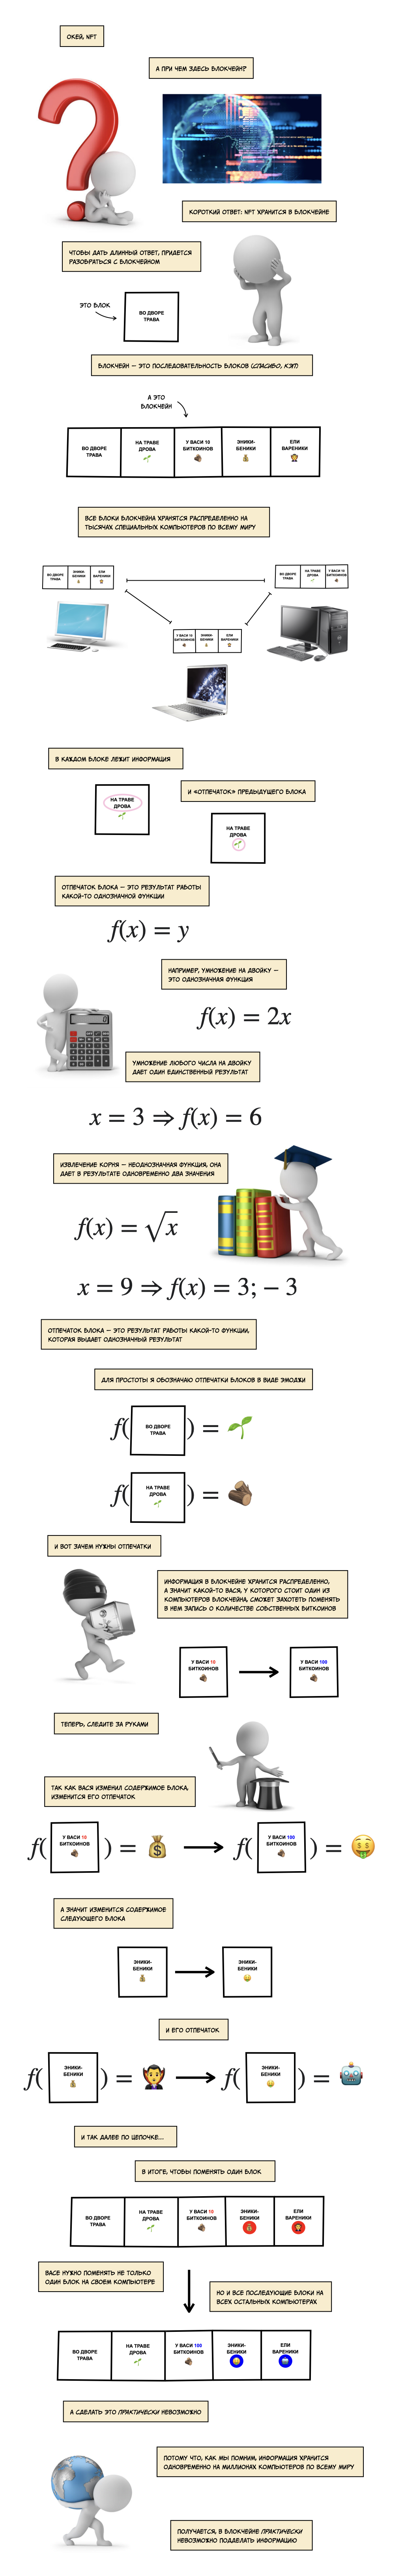 ОКЕЙ, NFT
А ПРИ ЧЕМ ЗДЕСЬ БЛОКЧЕЙН?
КОРОТКИЙ ОТВЕТ: NFT ХРАНИТСЯ В БЛОКЧЕЙНЕ
ЧТОБЫ ДАТЬ ДЛИННЫЙ ОТВЕТ, ПРИДЕТСЯ
РАЗОБРАТЬСЯ С БЛОКЧЕЙНОМ
ЭТО БЛОК
ВО ДВОРЕ
ТРАВА
БЛОКЧЕЙН — ЭТО ПОСЛЕДОВАТЕЛЬНОСТЬ БЛОКОВ (СПАСИБО, КЭП)
А ЭТО
БЛОКЧЕЙН
ВО ДВОРЕ
ТРАВА
НА ТРАВЕ
ДРОВА
У ВАСИ 10
БИТКОИНОВ
ЭНИКИ-
БЕНИКИ
ЕЛИ
ВАРЕНИКИ
ВСЕ БЛОКИ БЛОКЧЕЙНА ХРАНЯТСЯ РАСПРЕДЕЛЕННО НА
ТЫСЯЧАХ СПЕЦИАЛЬНЫХ КОМПЬЮТЕРОВ ПО ВСЕМУ МИРУ
ВО ДВОРЕ
ТРАВА
ЭНИКИ-
БЕНИКИ
ЕЛИ
ВАРЕНИКИ
ВО ДВОРЕ
ТРАВА
НА ТРАВЕ
ДРОВА
У ВАСИ 10
БИТКОИНОВ
У ВАСИ 10
БИТКОИНОВ
ЭНИКИ-
БЕНИКИ
ЕЛИ
ВАРЕНИКИ
В КАЖДОМ БЛОКЕ ЛЕЖИТ ИНФОРМАЦИЯ
НА ТРАВЕ
ДРОВА
И «ОТПЕЧАТОК» ПРЕДЫДУЩЕГО БЛОКА
НА ТРАВЕ
ДРОВА
ОТПЕЧАТОК БЛОКА — ЭТО РЕЗУЛЬТАТ РАБОТЫ
КАКОЙ-ТО ОДНОЗНАЧНОЙ ФУНКЦИИ
f(x) = y
НАПРИМЕР, УМНОЖЕНИЕ НА ДВОЙКУ —
ЭТО ОДНОЗНАЧНАЯ ФУНКЦИЯ
f(x) = 2x
УМНОЖЕНИЕ ЛЮБОГО ЧИСЛА НА ДВОЙКУ
ДАЕТ ОДИН ЕДИНСТВЕННЫЙ РЕЗУЛЬТАТ
x = 3 ⇒ f(x) = 6
ИЗВЛЕЧЕНИЕ КОРНЯ — НЕОДНОЗНАЧНАЯ ФУНКЦИЯ, ОНА
ДАЕТ В РЕЗУЛЬТАТЕ ОДНОВРЕМЕННО ДВА ЗНАЧЕНИЯ
f(x) = √x
x = 9 ⇒ f(x) = 3; − 3
ОТПЕЧАТОК БЛОКА — ЭТО РЕЗУЛЬТАТ РАБОТЫ КАКОЙ-ТО ФУНКЦИИ,
КОТОРАЯ ВЫДАЕТ ОДНОЗНАЧНЫЙ РЕЗУЛЬТАТ
ДЛЯ ПРОСТОТЫ Я ОБОЗНАЧАЮ ОТПЕЧАТКИ БЛОКОВ В ВИДЕ ЭМОДЖИ
f( ВО ДВОРЕ
ТРАВА ) = 🌱
f( НА ТРАВЕ
ДРОВА 🌱 ) = 🪵
И ВОТ ЗАЧЕМ НУЖНЫ ОТПЕЧАТКИ
ИНФОРМАЦИЯ В БЛОКЧЕЙНЕ ХРАНИТСЯ РАСПРЕДЕЛЕННО,
А ЗНАЧИТ КАКОЙ-ТО ВАСЯ, У КОТОРОГО СТОИТ ОДИН ИЗ
КОМПЬЮТЕРОВ БЛОКЧЕЙНА, СМОЖЕТ ЗАХОТЕТЬ ПОМЕНЯТЬ
В НЕМ ЗАПИСЬ О КОЛИЧЕСТВЕ СОБСТВЕННЫХ БИТКОИНОВ
У ВАСИ 10
БИТКОИНОВ
У ВАСИ 100
БИТКОИНОВ
ТЕПЕРЬ, СЛЕДИТЕ ЗА РУКАМИ
ТАК КАК ВАСЯ ИЗМЕНИЛ СОДЕРЖИМОЕ БЛОКА,
ИЗМЕНИТСЯ ЕГО ОТПЕЧАТОК
f( У ВАСИ 10
БИТКОИНОВ 🪵 ) = 💰
f( У ВАСИ 100
БИТКОИНОВ 🪵 ) = 🤑
А ЗНАЧИТ ИЗМЕНИТСЯ СОДЕРЖИМОЕ
СЛЕДУЮЩЕГО БЛОКА
ЭНИКИ-
БЕНИКИ
ЭНИКИ-
БЕНИКИ
И ЕГО ОТПЕЧАТОК
f( ЭНИКИ-
БЕНИКИ 💰 ) = 🧛
f( ЭНИКИ-
БЕНИКИ 🤑 ) = 🤖
И ТАК ДАЛЕЕ ПО ЦЕПОЧКЕ...
В ИТОГЕ, ЧТОБЫ ПОМЕНЯТЬ ОДИН БЛОК
ВО ДВОРЕ
ТРАВА
НА ТРАВЕ
ДРОВА
У ВАСИ 10
БИТКОИНОВ
ЭНИКИ-
БЕНИКИ
ЕЛИ
ВАРЕНИКИ
ВАСЕ НУЖНО ПОМЕНЯТЬ НЕ ТОЛЬКО
ОДИН БЛОК НА СВОЕМ КОМПЬЮТЕРЕ
НО И ВСЕ ПОСЛЕДУЮЩИЕ БЛОКИ НА
ВСЕХ ОСТАЛЬНЫХ КОМПЬЮТЕРАХ
ВО ДВОРЕ
ТРАВА
НА ТРАВЕ
ДРОВА
У ВАСИ 100
БИТКОИНОВ
ЭНИКИ-
БЕНИКИ
ЕЛИ
ВАРЕНИКИ
А СДЕЛАТЬ ЭТО ПРАКТИЧЕСКИ НЕВОЗМОЖНО
ПОТОМУ ЧТО, КАК МЫ ПОМНИМ, ИНФОРМАЦИЯ ХРАНИТСЯ
ОДНОВРЕМЕННО НА МИЛЛИОНАХ КОМПЬЮТЕРОВ ПО ВСЕМУ МИРУ
ПОЛУЧАЕТСЯ, В БЛОКЧЕЙНЕ ПРАКТИЧЕСКИ
НЕВОЗМОЖНО ПОДДЕЛАТЬ ИНФОРМАЦИЮ